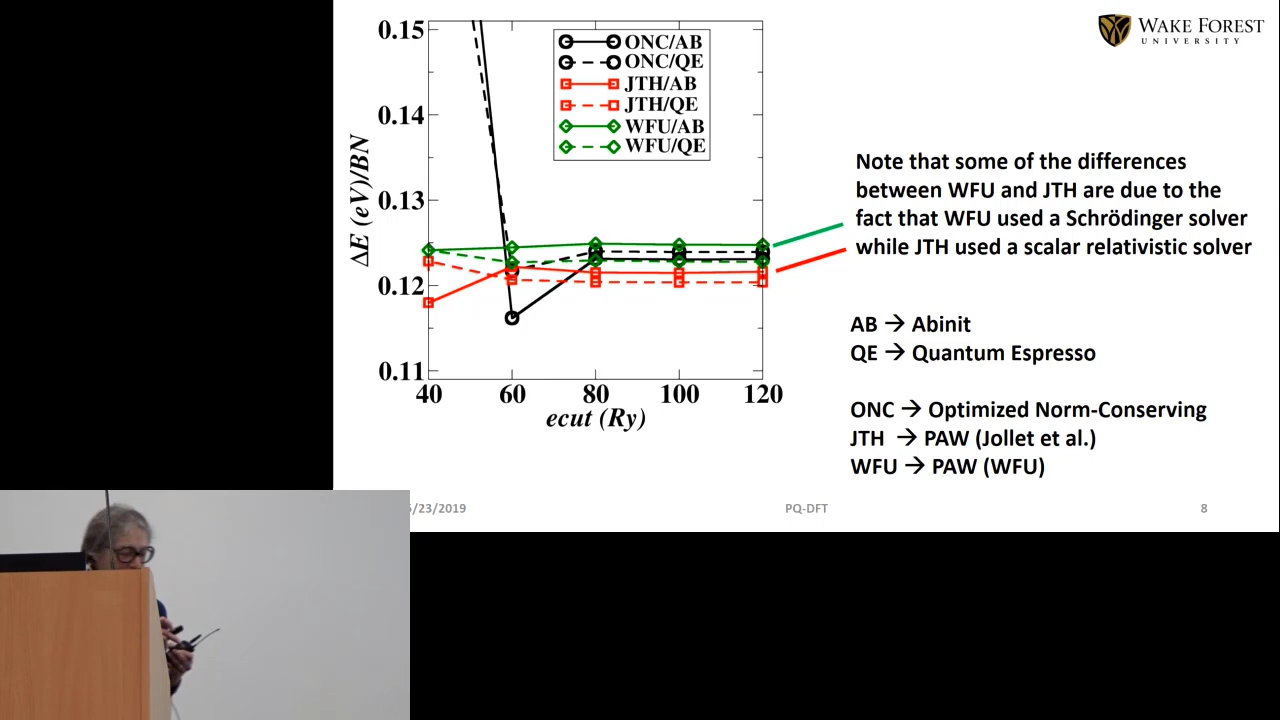 WAKE FOREST
UNIVERSITY
0.15
0.14
0.13
0.12
0.11
ΔE (eV)/BN
40 60 80 100 120
ecut (Ry)
ONC/AB
ONC/QE
JTH/AB
JTH/QE
WFU/AB
WFU/QE
Note that some of the differences
between WFU and JTH are due to the
fact that WFU used a Schrödinger solver
while JTH used a scalar relativistic solver
AB → Abinit
QE → Quantum Espresso
ONC → Optimized Norm-Conserving
JTH → PAW (Jollet et al.)
WFU → PAW (WFU)
/23/2019
PQ-DFT
8